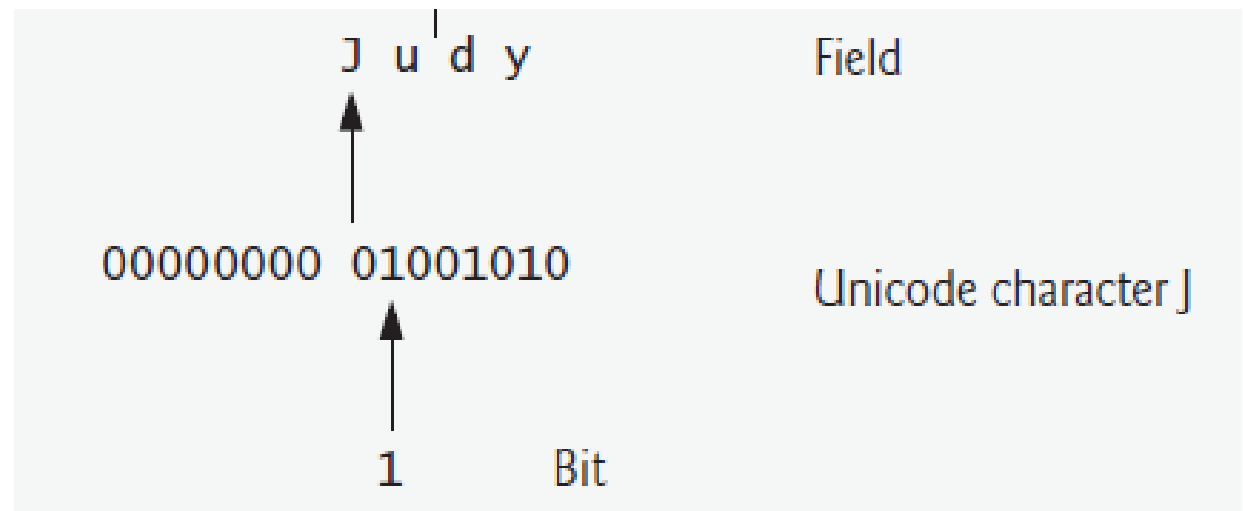 J u d y Field
00000000 01001010
Unicode character J
1 Bit